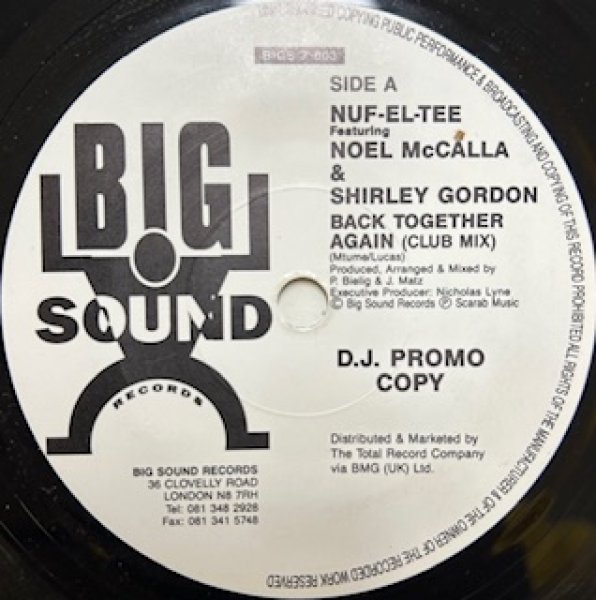 BIGS 7 003
SIDE A
NUF-EL-TEE
Featuring
NOEL McCALLA
&
SHIRLEY GORDON
BACK TOGETHER
AGAIN (CLUB MIX)
(Mtume/Lucas)
Produced, Arranged & Mixed by
P. Bielig & J. Matz
Executive Producer: Nicholas Lyne
© Big Sound Records ℗ Scarab Music
D.J. PROMO
COPY
Distributed & Marketed by
The Total Record Company
via BMG (UK) Ltd.
BIG
SOUND
RECORDS
BIG SOUND RECORDS
36 CLOVELLY ROAD
LONDON N8 7RH
Tel: 081 348 2928
Fax: 081 341 5748
COPYING PUBLIC PERFORMANCE & BROADCASTING AND COPYING OF THIS RECORD PROHIBITED ALL RIGHTS OF THE MANUFACTURER & OF THE OWNER OF THE RECORDED WORK RESERVED